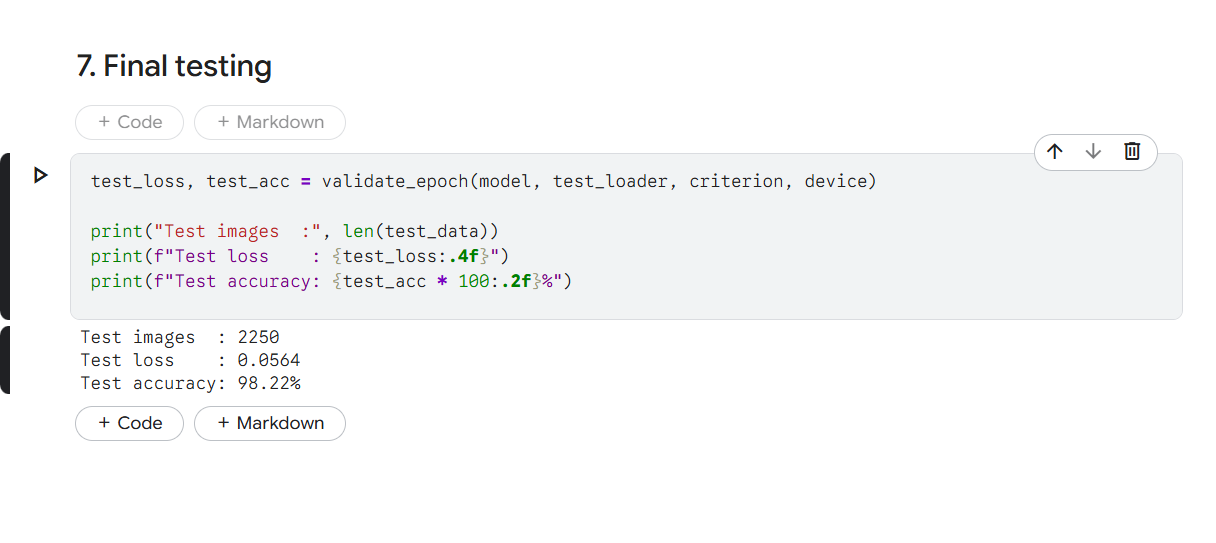 7. Final testing
+ Code + Markdown
test_loss, test_acc = validate_epoch(model, test_loader, criterion, device)
print("Test images  :", len(test_data))
print(f"Test loss    : {test_loss:.4f}")
print(f"Test accuracy: {test_acc * 100:.2f}%")
Test images  : 2250
Test loss    : 0.0564
Test accuracy: 98.22%
+ Code + Markdown